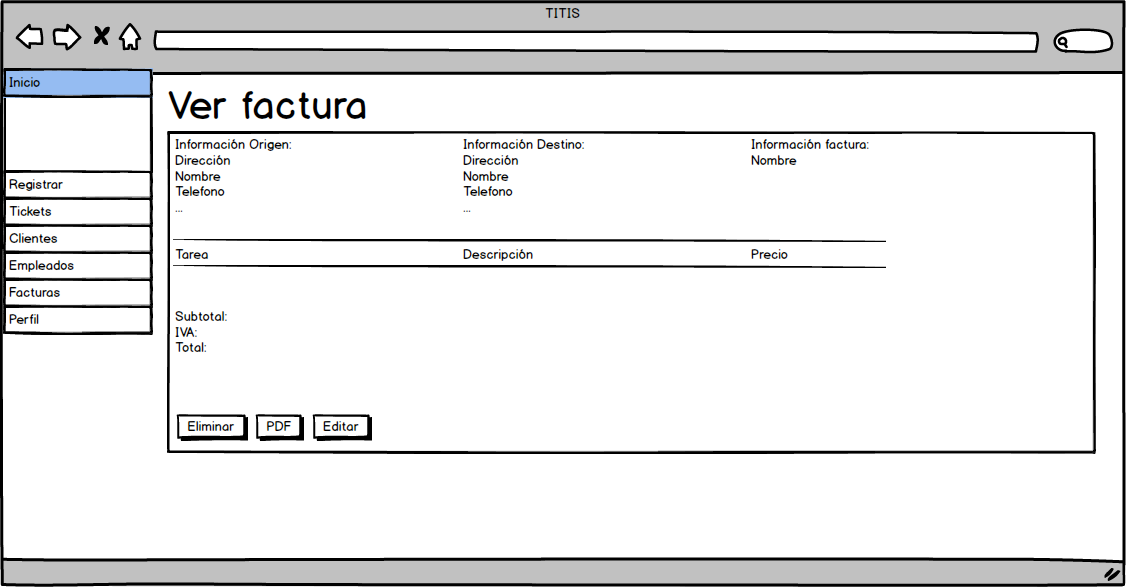 TITIS
Inicio
Registrar
Tickets
Clientes
Empleados
Facturas
Perfil
Ver factura
Información Origen:
Dirección
Nombre
Telefono
...
Información Destino:
Dirección
Nombre
Telefono
...
Información factura:
Nombre
Tarea Descripción Precio
Subtotal:
IVA:
Total:
Eliminar PDF Editar